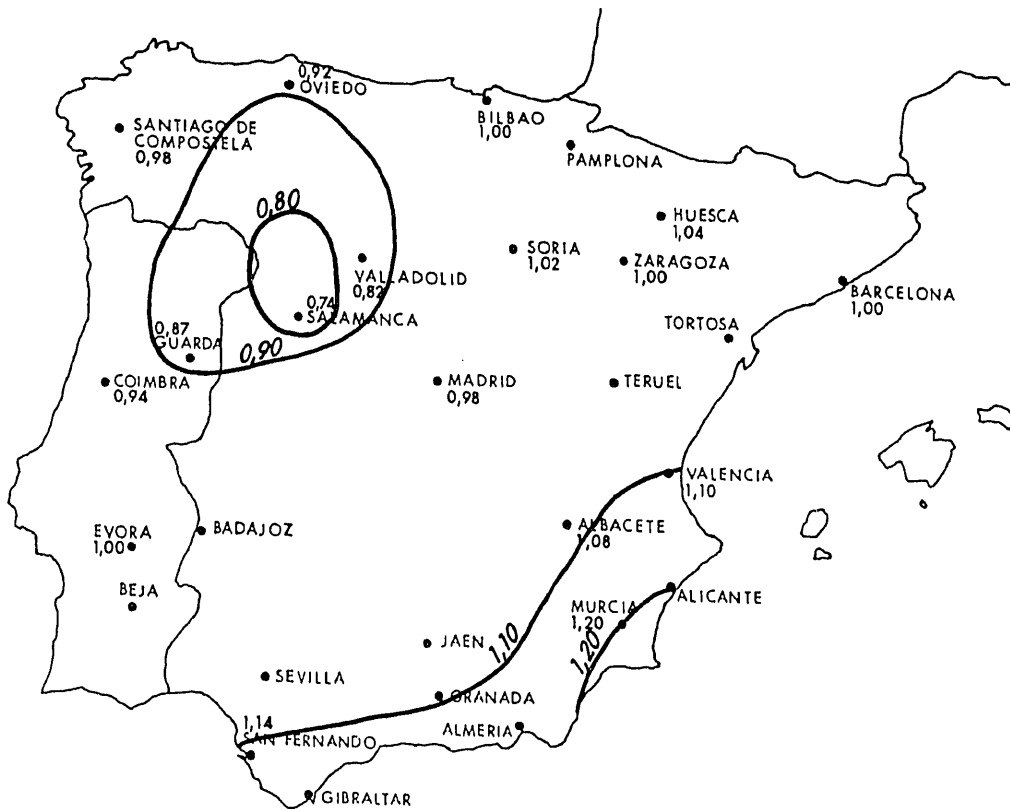 0,92
OVIEDO
SANTIAGO DE
COMPOSTELA
0,98
BILBAO
1,00
PAMPLONA
0,80
HUESCA
1,04
SORIA
1,02
ZARAGOZA
1,00
VALLADOLID
0,82
BARCELONA
1,00
0,74
SALAMANCA
0,87
GUARDA
0,90
TORTOSA
COIMBRA
0,94
MADRID
0,98
TERUEL
VALENCIA
1,10
EVORA
1,00
BADAJOZ
ALBACETE
1,08
BEJA
ALICANTE
MURCIA
1,20
1,20
JAEN
1,10
SEVILLA
GRANADA
1,14
SAN FERNANDO
ALMERIA
GIBRALTAR